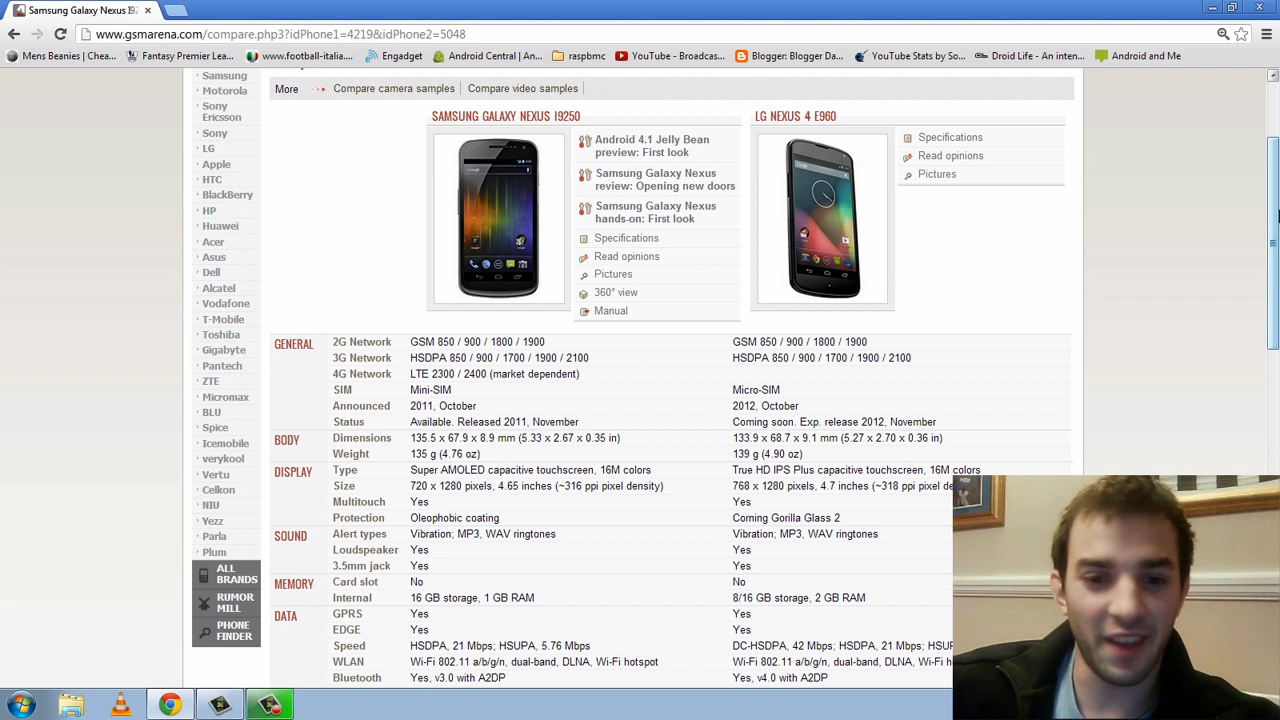 Samsung Galaxy Nexus I92
www.gsmarena.com/compare.php3?idPhone1=4219&idPhone2=5048
Mens Beanies | Chea...
Fantasy Premier Lea...
www.football-italia....
Engadget
Android Central | An...
raspbmc
YouTube - Broadcas...
Blogger: Blogger Da...
YouTube Stats by So...
Droid Life - An inten...
Android and Me
Samsung
Motorola
Sony
Ericsson
Sony
LG
Apple
HTC
BlackBerry
HP
Huawei
Acer
Asus
Dell
Alcatel
Vodafone
T-Mobile
Toshiba
Gigabyte
Pantech
ZTE
Micromax
BLU
Spice
Icemobile
verykool
Vertu
Celkon
NIU
Yezz
Parla
Plum
ALL
BRANDS
RUMOR
MILL
PHONE
FINDER
More Compare camera samples Compare video samples
SAMSUNG GALAXY NEXUS I9250
Android 4.1 Jelly Bean
preview: First look
Samsung Galaxy Nexus
review: Opening new doors
Samsung Galaxy Nexus
hands-on: First look
Specifications
Read opinions
Pictures
360° view
Manual
LG NEXUS 4 E960
Specifications
Read opinions
Pictures
GENERAL 2G Network GSM 850 / 900 / 1800 / 1900 GSM 850 / 900 / 1800 / 1900
3G Network HSDPA 850 / 900 / 1700 / 1900 / 2100 HSDPA 850 / 900 / 1700 / 1900 / 2100
4G Network LTE 2300 / 2400 (market dependent)
SIM Mini-SIM Micro-SIM
Announced 2011, October 2012, October
Status Available. Released 2011, November Coming soon. Exp. release 2012, November
BODY Dimensions 135.5 x 67.9 x 8.9 mm (5.33 x 2.67 x 0.35 in) 133.9 x 68.7 x 9.1 mm (5.27 x 2.70 x 0.36 in)
Weight 135 g (4.76 oz) 139 g (4.90 oz)
DISPLAY Type Super AMOLED capacitive touchscreen, 16M colors True HD IPS Plus capacitive touchscreen, 16M colors
Size 720 x 1280 pixels, 4.65 inches (~316 ppi pixel density) 768 x 1280 pixels, 4.7 inches (~318 ppi pixel de
Multitouch Yes Yes
Protection Oleophobic coating Corning Gorilla Glass 2
SOUND Alert types Vibration; MP3, WAV ringtones Vibration; MP3, WAV ringtones
Loudspeaker Yes Yes
3.5mm jack Yes Yes
MEMORY Card slot No No
Internal 16 GB storage, 1 GB RAM 8/16 GB storage, 2 GB RAM
DATA GPRS Yes Yes
EDGE Yes Yes
Speed HSDPA, 21 Mbps; HSUPA, 5.76 Mbps DC-HSDPA, 42 Mbps; HSDPA, 21 Mbps; HSUP
WLAN Wi-Fi 802.11 a/b/g/n, dual-band, DLNA, Wi-Fi hotspot Wi-Fi 802.11 a/b/g/n, dual-band, DLNA, Wi-Fi h
Bluetooth Yes, v3.0 with A2DP Yes, v4.0 with A2DP